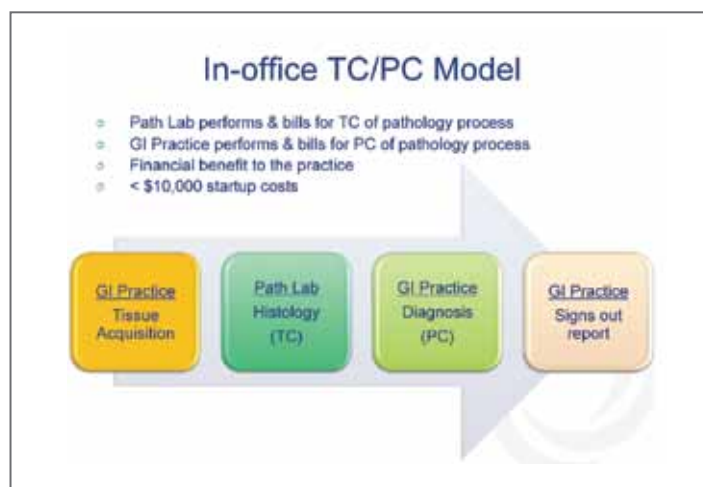 In-office TC/PC Model
Path Lab performs & bills for TC of pathology process
GI Practice performs & bills for PC of pathology process
Financial benefit to the practice
< $10,000 startup costs
GI Practice
Tissue
Acquisition
Path Lab
Histology
(TC)
GI Practice
Diagnosis
(PC)
GI Practice
Signs out
report